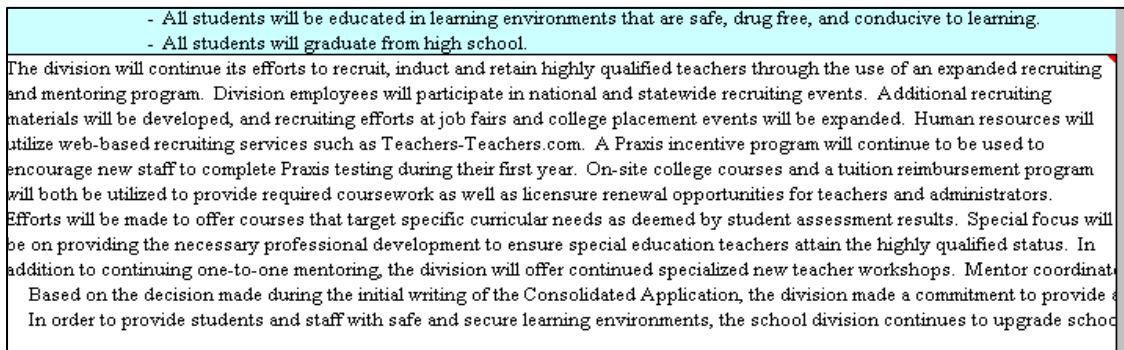 - All students will be educated in learning environments that are safe, drug free, and conducive to learning.
- All students will graduate from high school.
The division will continue its efforts to recruit, induct and retain highly qualified teachers through the use of an expanded recruiting
and mentoring program.  Division employees will participate in national and statewide recruiting events.  Additional recruiting
materials will be developed, and recruiting efforts at job fairs and college placement events will be expanded.  Human resources will
utilize web-based recruiting services such as Teachers-Teachers.com.  A Praxis incentive program will continue to be used to
encourage new staff to complete Praxis testing during their first year.  On-site college courses and a tuition reimbursement program
will both be utilized to provide required coursework as well as licensure renewal opportunities for teachers and administrators.
Efforts will be made to offer courses that target specific curricular needs as deemed by student assessment results.  Special focus will
be on providing the necessary professional development to ensure special education teachers attain the highly qualified status.  In
addition to continuing one-to-one mentoring, the division will offer continued specialized new teacher workshops.  Mentor
Based on the decision made during the initial writing of the Consolidated Application, the division made a commitment to provide
In order to provide students and staff with safe and secure learning environments, the school division continues to upgrade